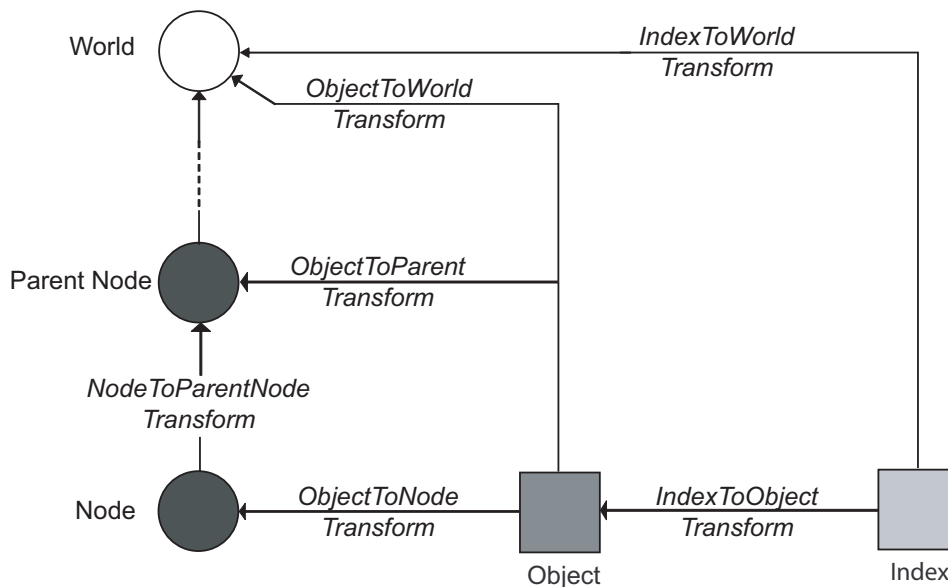 World
IndexToWorld
Transform
ObjectToWorld
Transform
Parent Node
ObjectToParent
Transform
NodeToParentNode
Transform
Node
ObjectToNode
Transform
IndexToObject
Transform
Object
Index